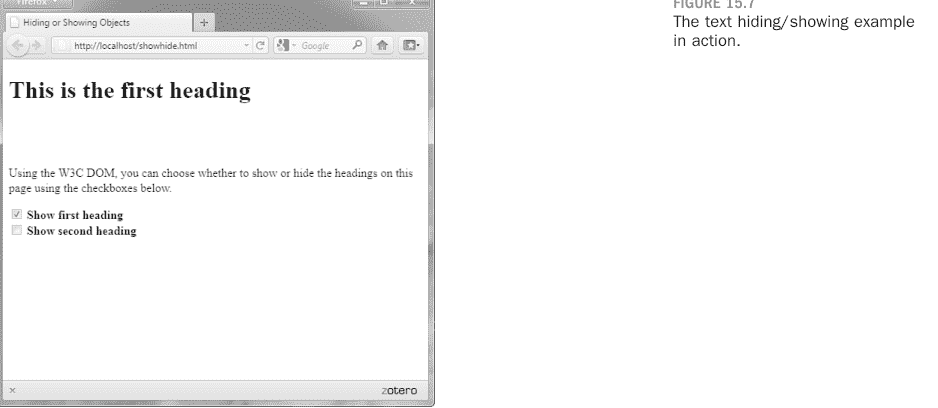 Firefox
Hiding or Showing Objects
http://localhost/showhide.html
Google
This is the first heading
Using the W3C DOM, you can choose whether to show or hide the headings on this
page using the checkboxes below.
Show first heading
Show second heading
zotero
FIGURE 15.7
The text hiding/showing example
in action.